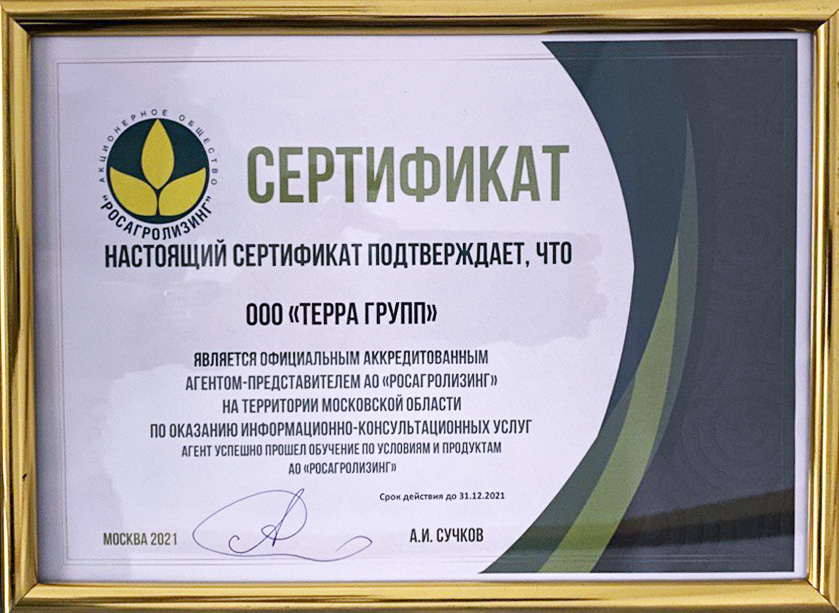 АКЦИОНЕРНОЕ ОБЩЕСТВО
"РОСАГРОЛИЗИНГ"
СЕРТИФИКАТ
НАСТОЯЩИЙ СЕРТИФИКАТ ПОДТВЕРЖДАЕТ, ЧТО
ООО «ТЕРРА ГРУПП»
ЯВЛЯЕТСЯ ОФИЦИАЛЬНЫМ АККРЕДИТОВАННЫМ
АГЕНТОМ-ПРЕДСТАВИТЕЛЕМ АО «РОСАГРОЛИЗИНГ»
НА ТЕРРИТОРИИ МОСКОВСКОЙ ОБЛАСТИ
ПО ОКАЗАНИЮ ИНФОРМАЦИОННО-КОНСУЛЬТАЦИОННЫХ УСЛУГ
АГЕНТ УСПЕШНО ПРОШЕЛ ОБУЧЕНИЕ ПО УСЛОВИЯМ И ПРОДУКТАМ
АО «РОСАГРОЛИЗИНГ»
Срок действия до 31.12.2021
МОСКВА 2021
А.И. СУЧКОВ